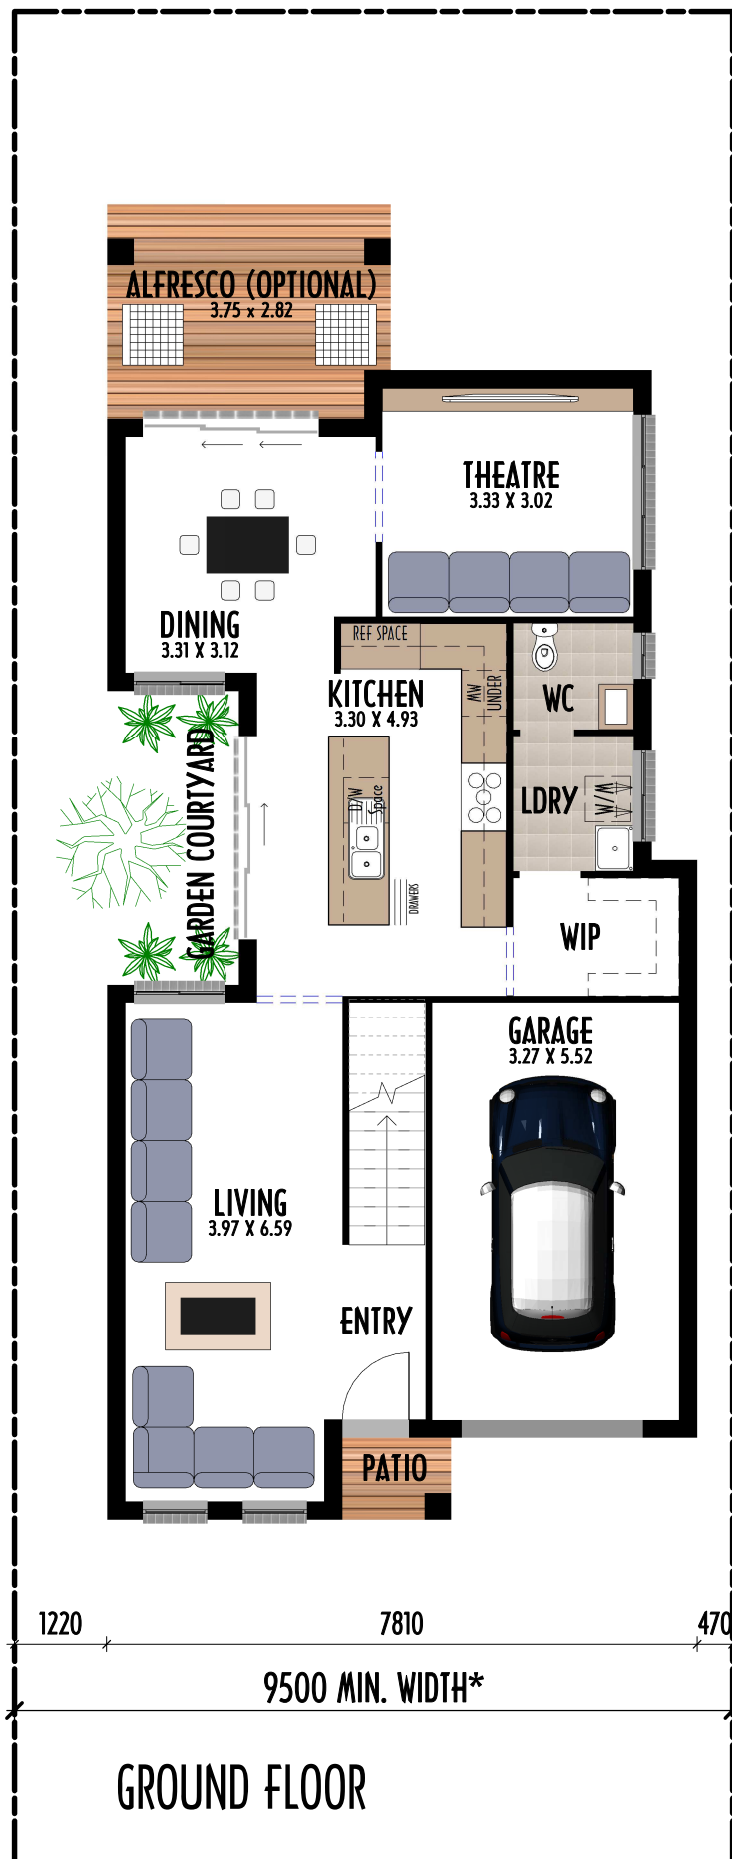 ALFRESCO (OPTIONAL)
3.75 x 2.82
THEATRE
3.33 X 3.02
DINING
3.31 X 3.12
REF SPACE
KITCHEN
3.30 X 4.93
MW
UNDER
WC
GARDEN COURTYARD
D/W
Space
LDRY
W/M
DRAWERS
WIP
GARAGE
3.27 X 5.52
LIVING
3.97 X 6.59
ENTRY
PATIO
1220
7810
470
9500 MIN. WIDTH*
GROUND FLOOR